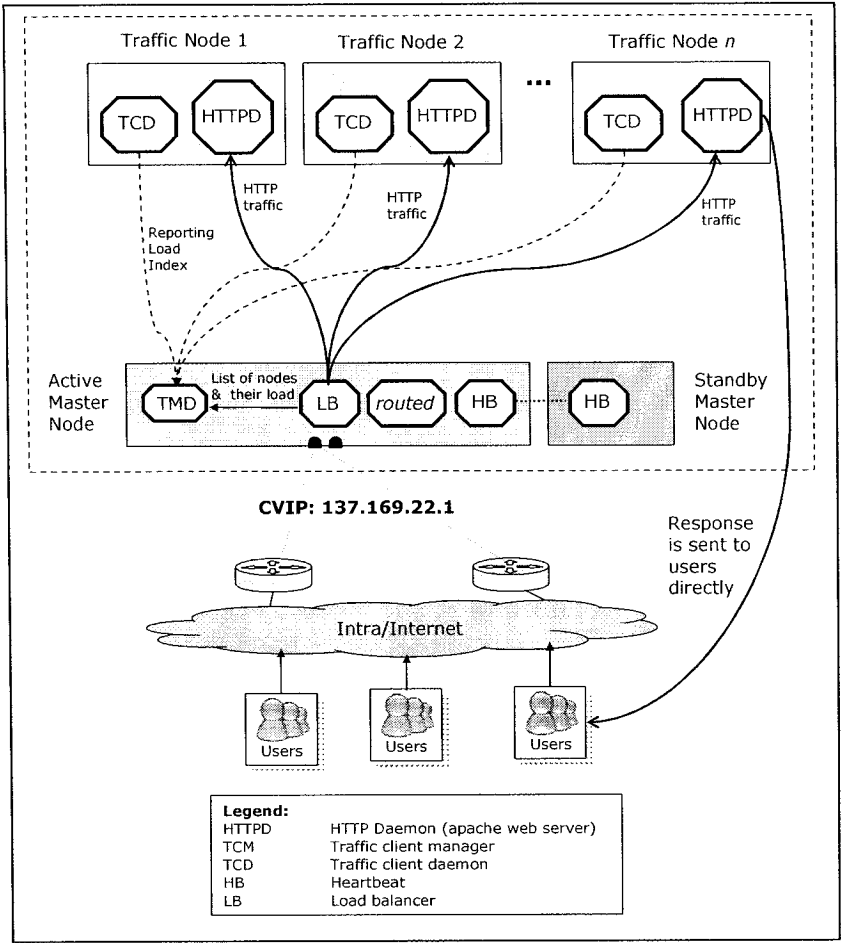 Traffic Node 1
Traffic Node 2
Traffic Node n
...
TCD
HTTPD
TCD
HTTPD
TCD
HTTPD
HTTP
traffic
HTTP
traffic
HTTP
traffic
Reporting
Load
Index
Active
Master
Node
TMD
List of nodes
& their load
LB
routed
HB
HB
Standby
Master
Node
CVIP: 137.169.22.1
Response
is sent to
users
directly
Intra/Internet
Users
Users
Users
Legend:
HTTPD HTTP Daemon (apache web server)
TCM Traffic client manager
TCD Traffic client daemon
HB Heartbeat
LB Load balancer